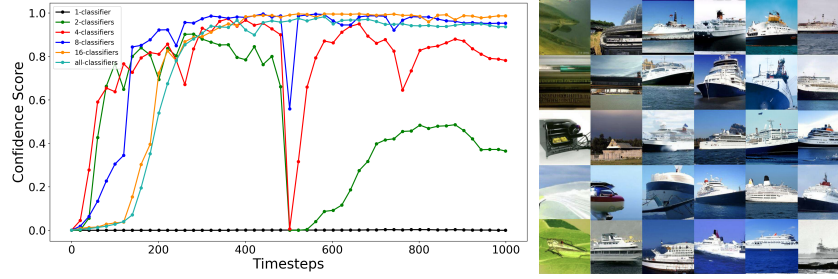 1-classifier
2-classifiers
4-classifiers
8-classifiers
16-classifiers
all-classifiers
Confidence Score
1.0
0.8
0.6
0.4
0.2
0.0
0
200
400
600
800
1000
Timesteps